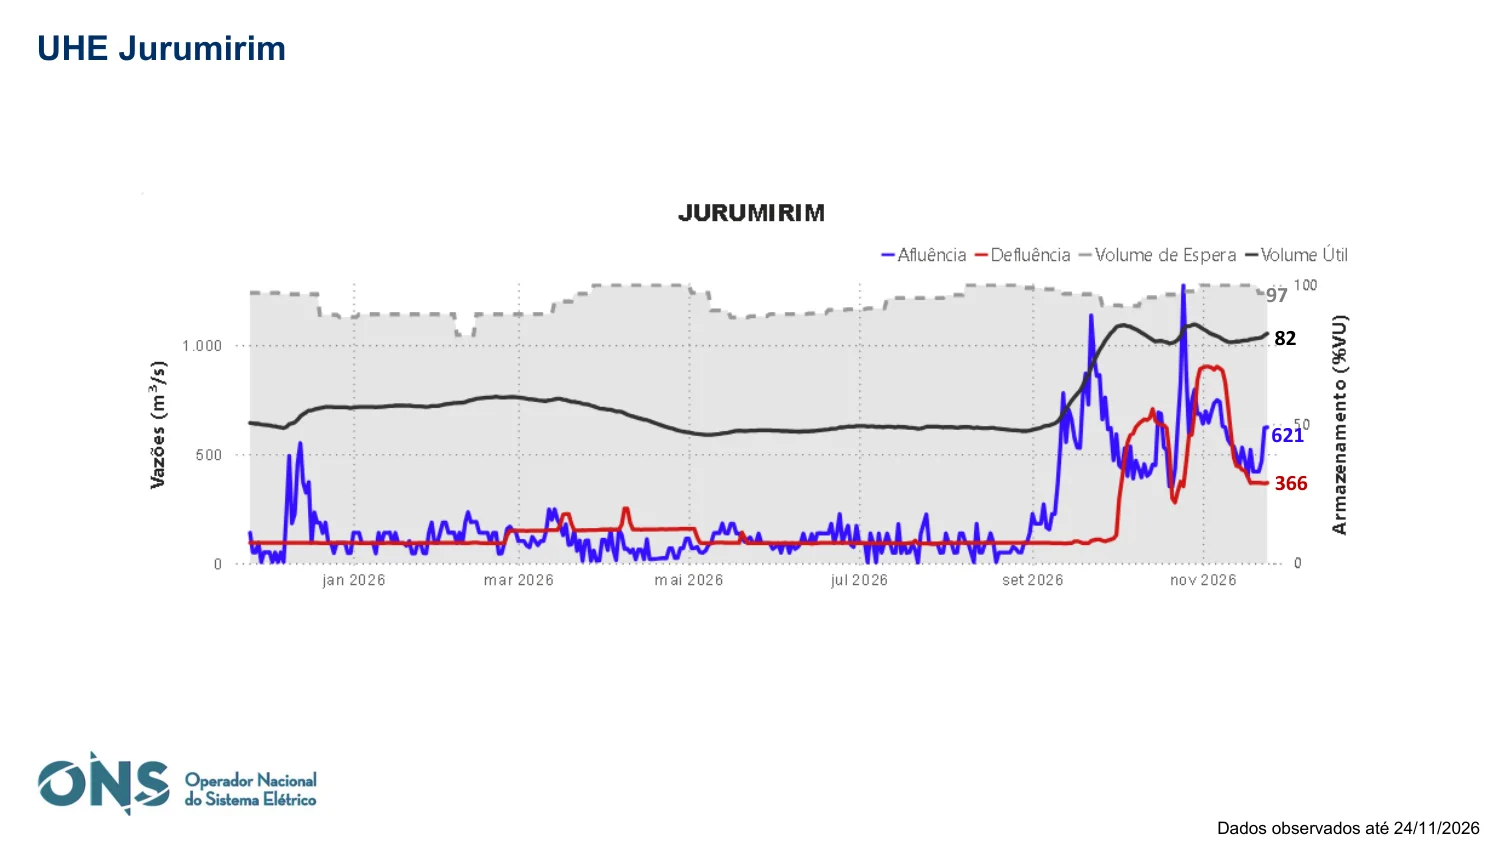 UHE Jurumirim
JURUMIRIM
Afluência Defluência Volume de Espera Volume Útil
100
97
1.000
82
50
621
500
366
0
0
Vazões (m³/s)
Armazenamento (%VU)
jan 2026 mar 2026 mai 2026 jul 2026 set 2026 nov 2026
ONS
Operador Nacional
do Sistema Elétrico
Dados observados até 24/11/2026